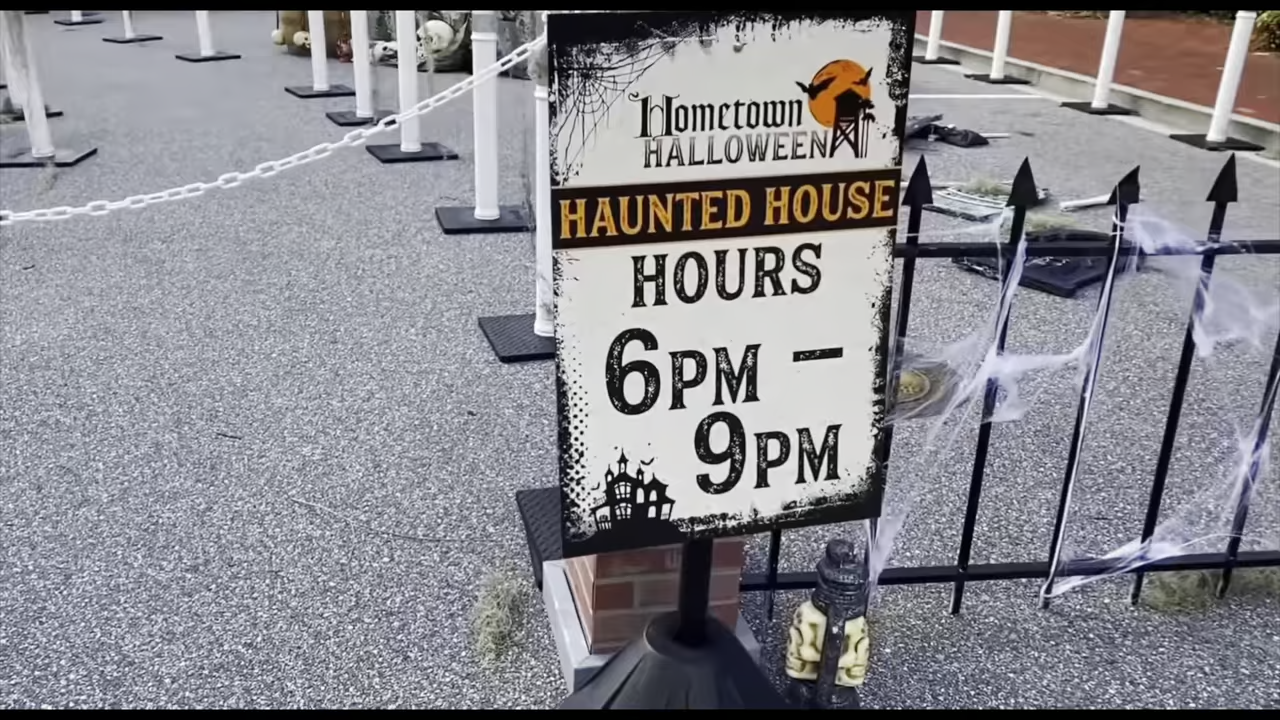 Hometown
HALLOWEEN
HAUNTED HOUSE
HOURS
6PM –
9PM